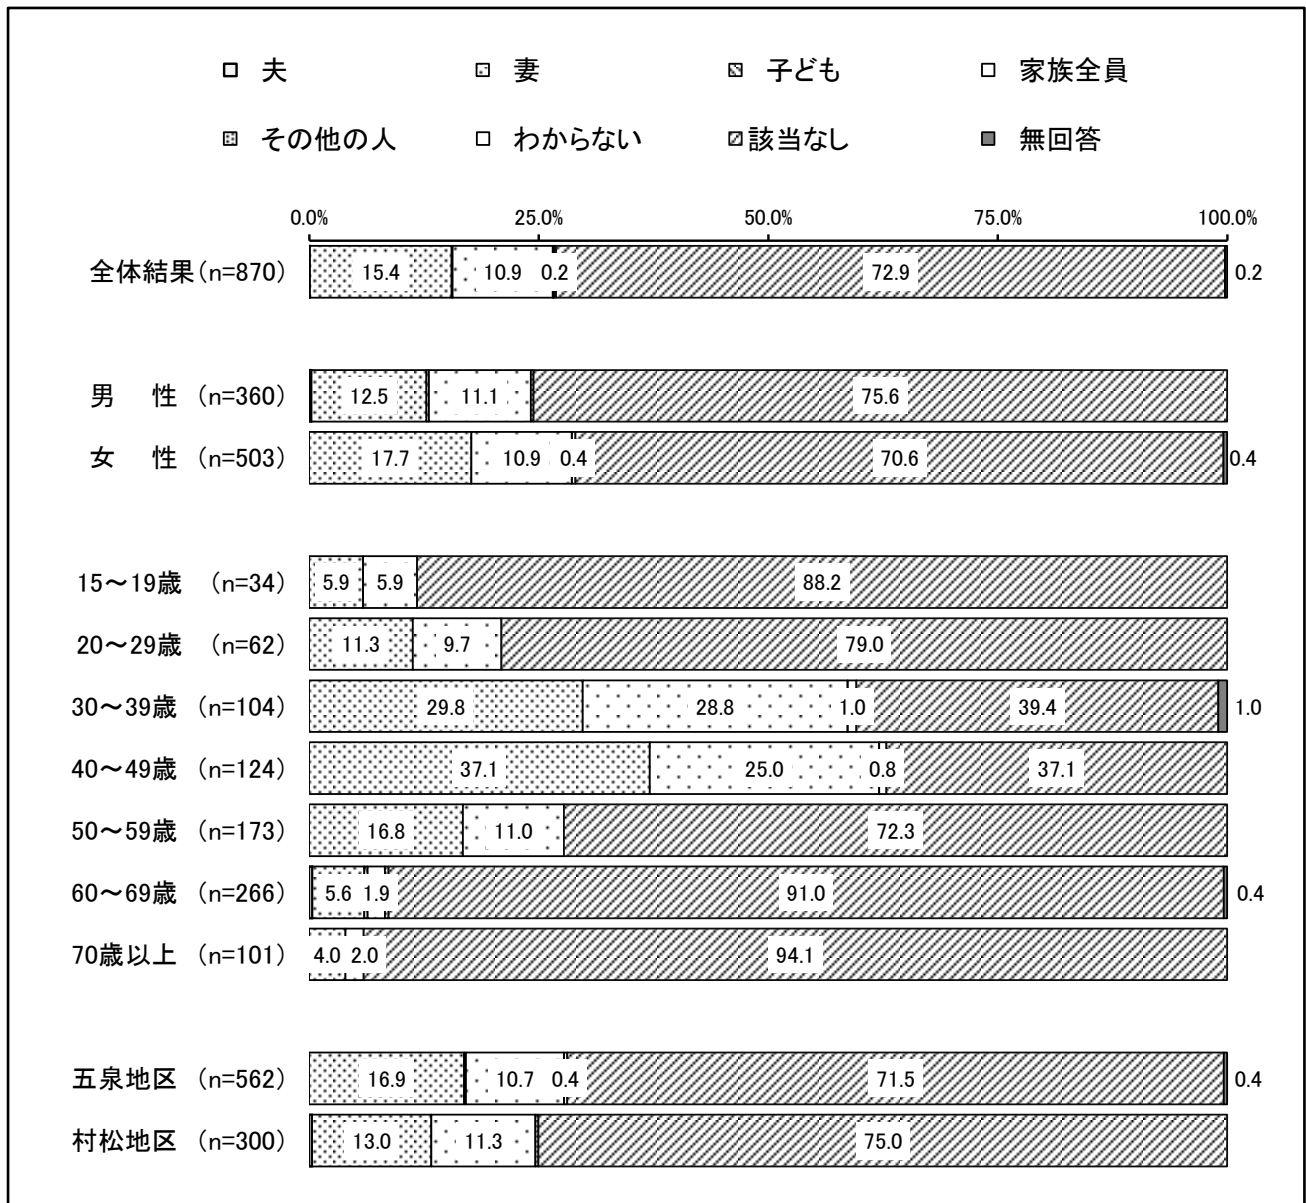 夫 妻 子ども 家族全員
その他の人 わからない 該当なし 無回答
0.0% 25.0% 50.0% 75.0% 100.0%
全体結果(n=870) 15.4 10.9 0.2 72.9 0.2
男 性 (n=360) 12.5 11.1 75.6
女 性 (n=503) 17.7 10.9 0.4 70.6 0.4
15～19歳 (n=34) 5.9 5.9 88.2
20～29歳 (n=62) 11.3 9.7 79.0
30～39歳 (n=104) 29.8 28.8 1.0 39.4 1.0
40～49歳 (n=124) 37.1 25.0 0.8 37.1
50～59歳 (n=173) 16.8 11.0 72.3
60～69歳 (n=266) 5.6 1.9 91.0 0.4
70歳以上 (n=101) 4.0 2.0 94.1
五泉地区 (n=562) 16.9 10.7 0.4 71.5 0.4
村松地区 (n=300) 13.0 11.3 75.0